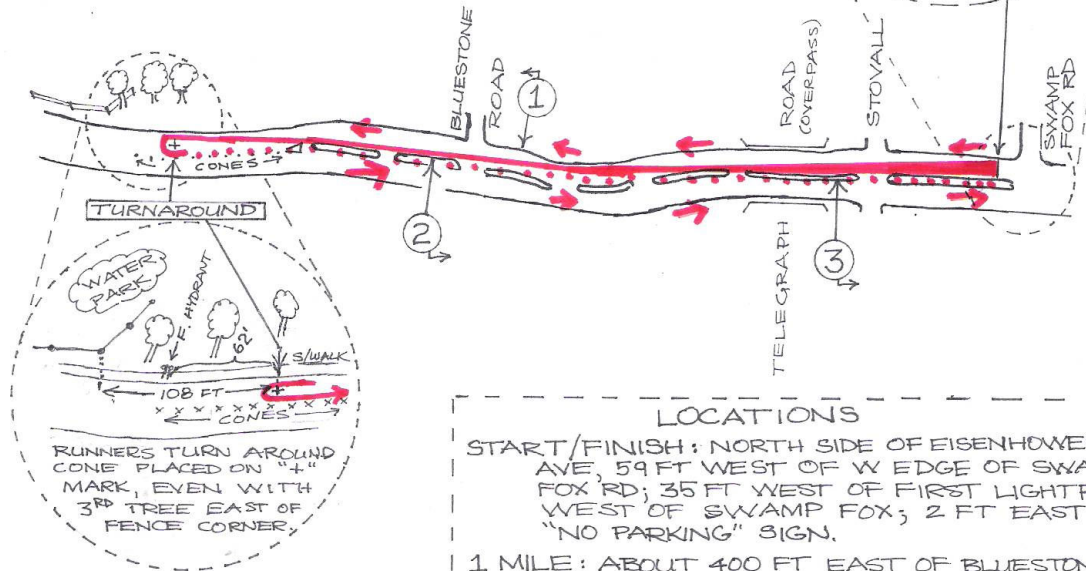 BLUESTONE
ROAD
1
ROAD
(OVERPASS)
STOVALL
SWAMP
FOX RD
CONES
TURNAROUND
2
3
TELEGRAPH
WATER
PARK
F. HYDRANT
62'
S/WALK
108 FT
CONES
RUNNERS TURN AROUND
CONE PLACED ON "+"
MARK, EVEN WITH
3RD TREE EAST OF
FENCE CORNER.
LOCATIONS
START/FINISH: NORTH SIDE OF EISENHOWE
AVE, 59 FT WEST OF W EDGE OF SWA
FOX RD; 35 FT WEST OF FIRST LIGHTP
WEST OF SWAMP FOX; 2 FT EAST
"NO PARKING" SIGN.
1 MILE: ABOUT 400 FT EAST OF BLUESTON